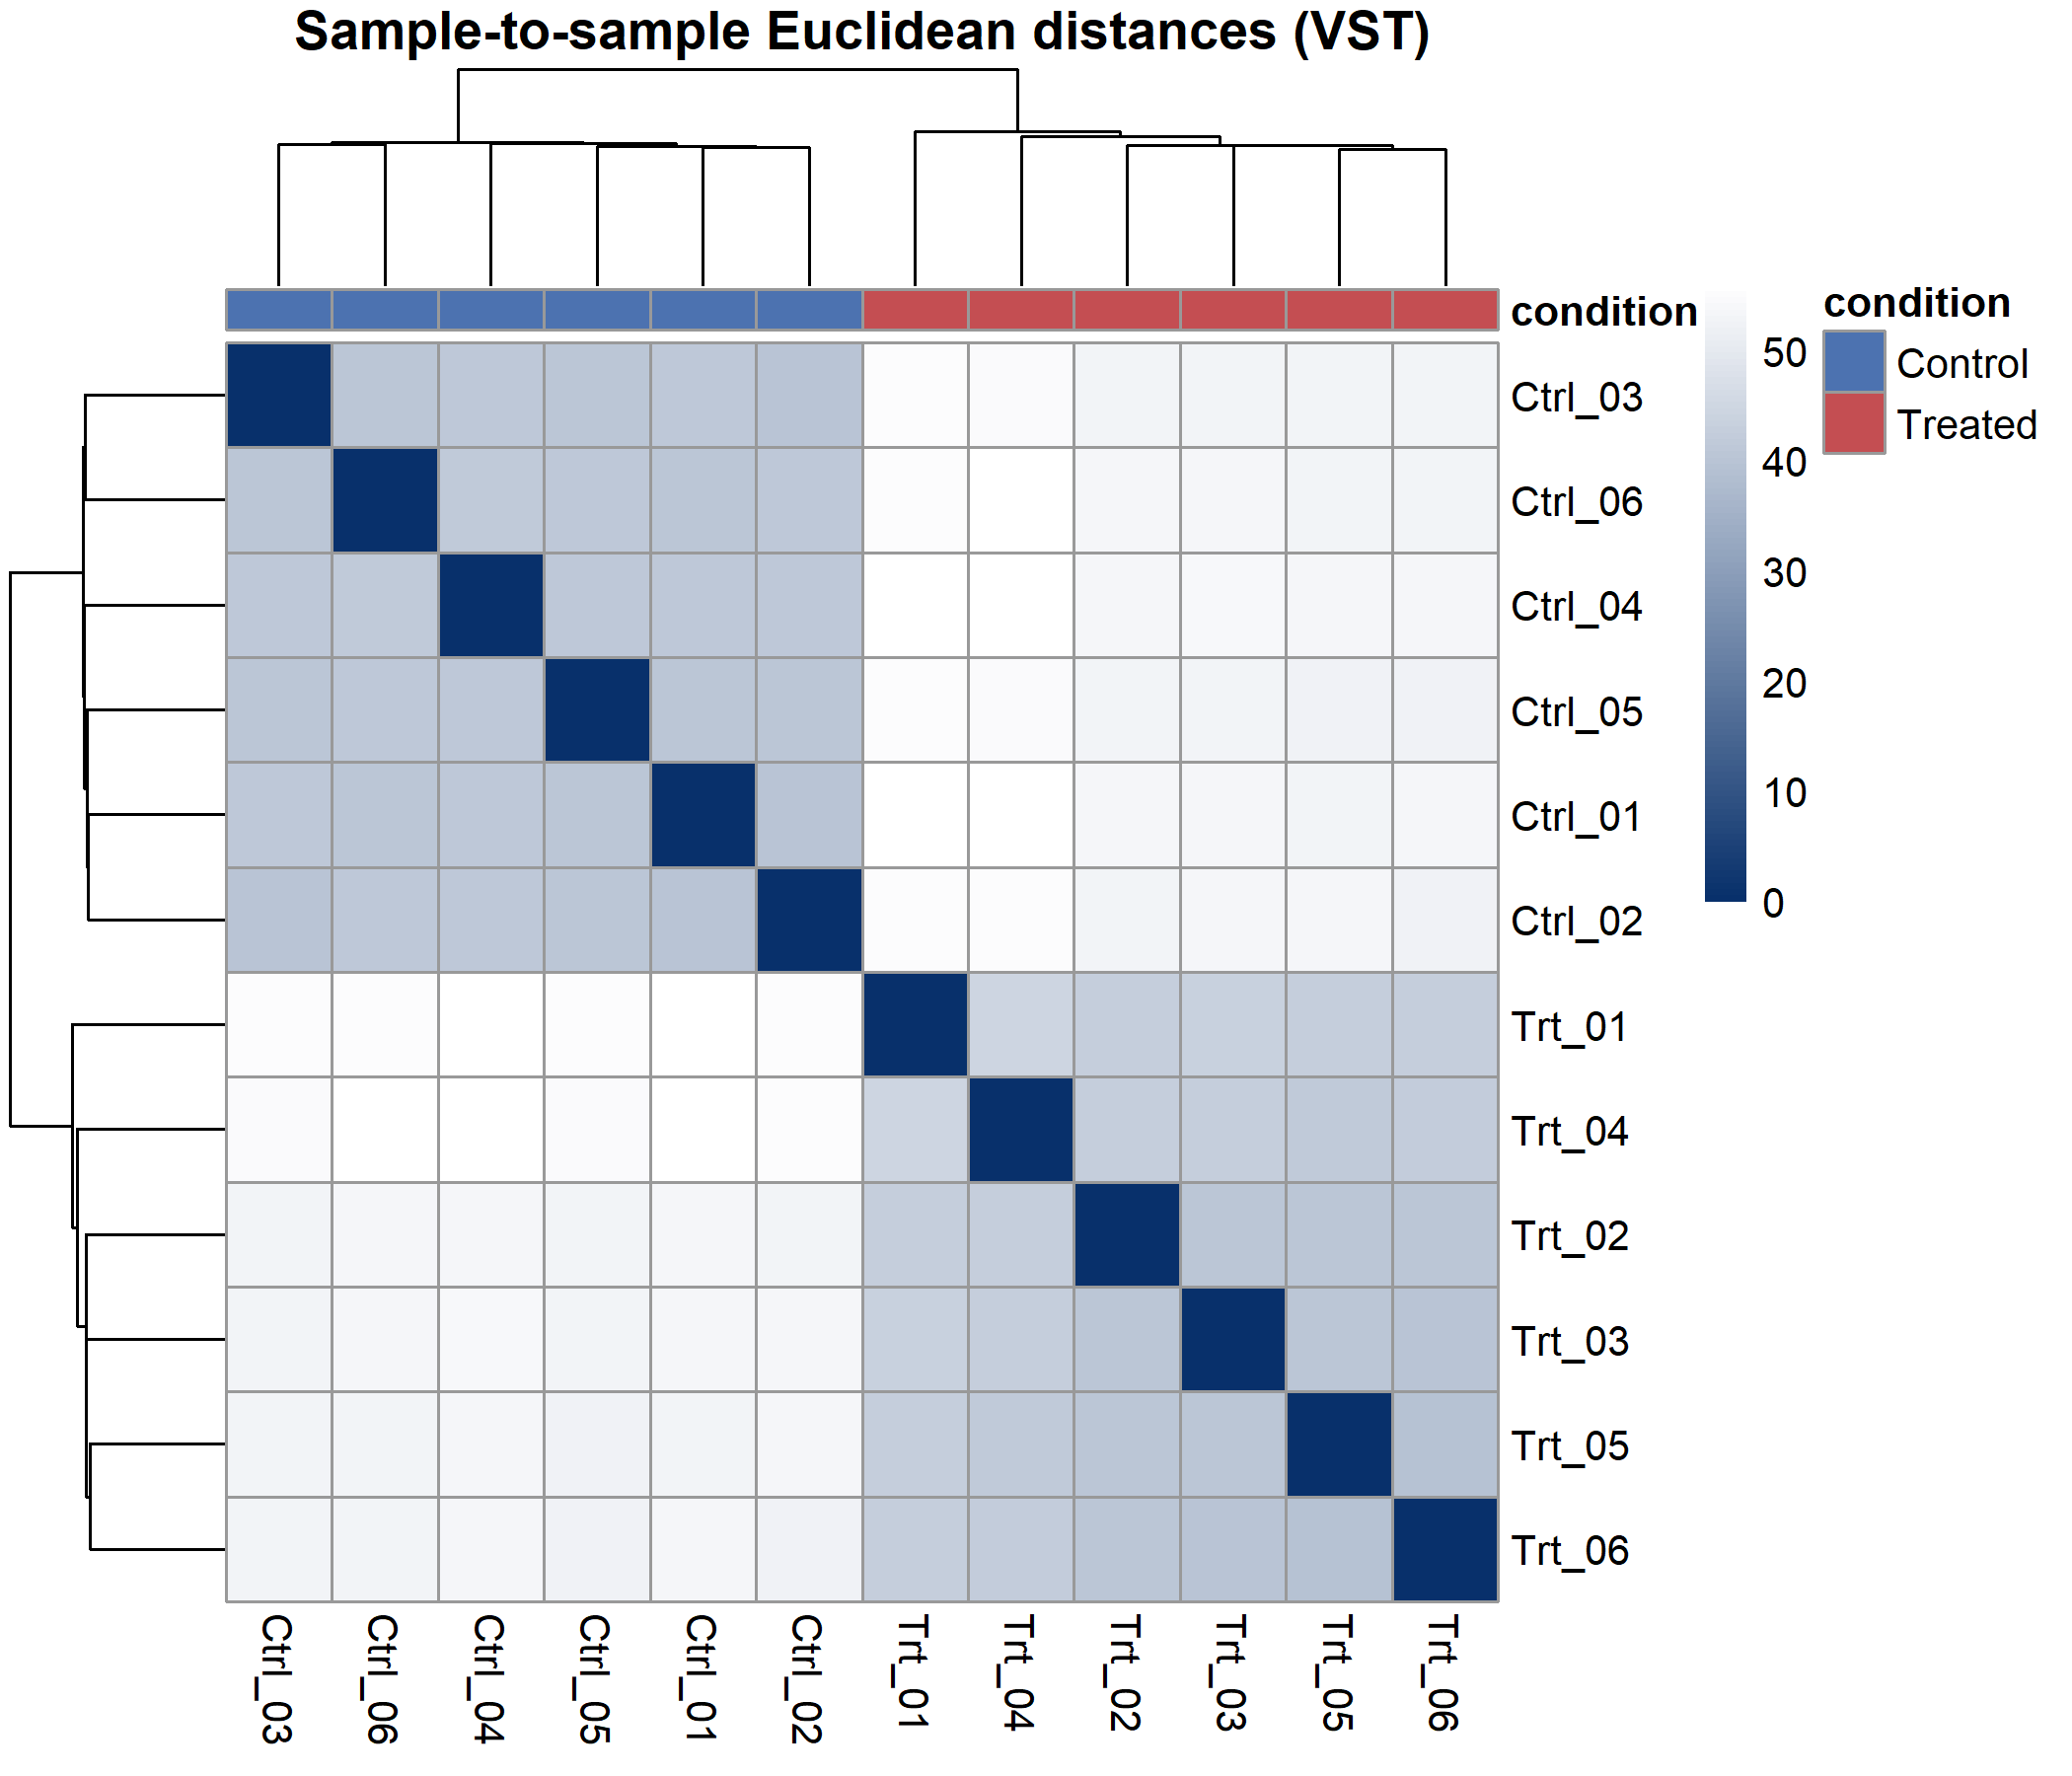 Sample-to-sample Euclidean distances (VST)
condition
Ctrl_03
Ctrl_06
Ctrl_04
Ctrl_05
Ctrl_01
Ctrl_02
Trt_01
Trt_04
Trt_02
Trt_03
Trt_05
Trt_06
50
40
30
20
10
0
condition
Control
Treated
Ctrl_03
Ctrl_06
Ctrl_04
Ctrl_05
Ctrl_01
Ctrl_02
Trt_01
Trt_04
Trt_02
Trt_03
Trt_05
Trt_06